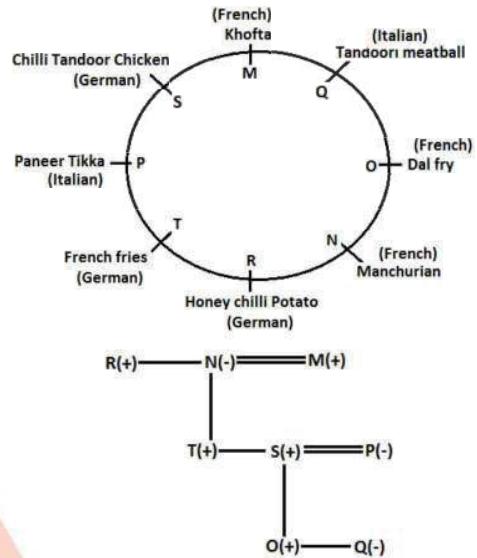 (French)
Khofta
M
(Italian)
Tandoori meatball
Q
Chilli Tandoor Chicken
(German)
S
(French)
Dal fry
O
Paneer Tikka
(Italian)
P
T
French fries
(German)
N
(French)
Manchurian
R
Honey chilli Potato
(German)
R(+) N(-) M(+)
T(+) S(+) P(-)
O(+) Q(-)